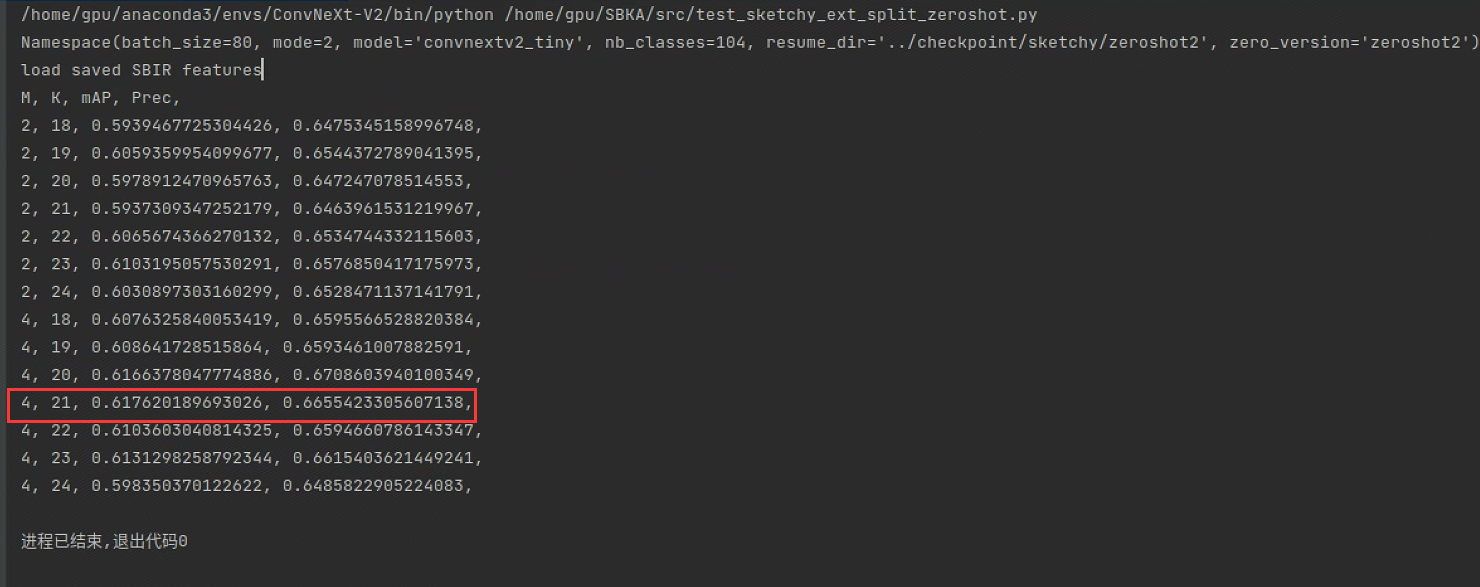 /home/gpu/anaconda3/envs/ConvNeXt-V2/bin/python /home/gpu/SBKA/src/test_sketchy_ext_split_zeroshot.py
Namespace(batch_size=80, mode=2, model='convnextv2_tiny', nb_classes=104, resume_dir='../checkpoint/sketchy/zeroshot2', zero_version='zeroshot2')
load saved SBIR features
M, K, mAP, Prec,
2, 18, 0.5939467725304426, 0.6475345158996748,
2, 19, 0.6059359954099677, 0.6544372789041395,
2, 20, 0.5978912470965763, 0.647247078514553,
2, 21, 0.5937309347252179, 0.6463961531219967,
2, 22, 0.6065674366270132, 0.6534744332115603,
2, 23, 0.6103195057530291, 0.6576850417175973,
2, 24, 0.6030897303160299, 0.6528471137141791,
4, 18, 0.6076325840053419, 0.6595566528820384,
4, 19, 0.608641728515864, 0.6593461007882591,
4, 20, 0.6166378047774886, 0.6708603940100349,
4, 21, 0.617620189693026, 0.6655423305607138,
4, 22, 0.6103603040814325, 0.6594660786143347,
4, 23, 0.6131298258792344, 0.6615403621449241,
4, 24, 0.598350370122622, 0.6485822905224083,
进程已结束,退出代码0